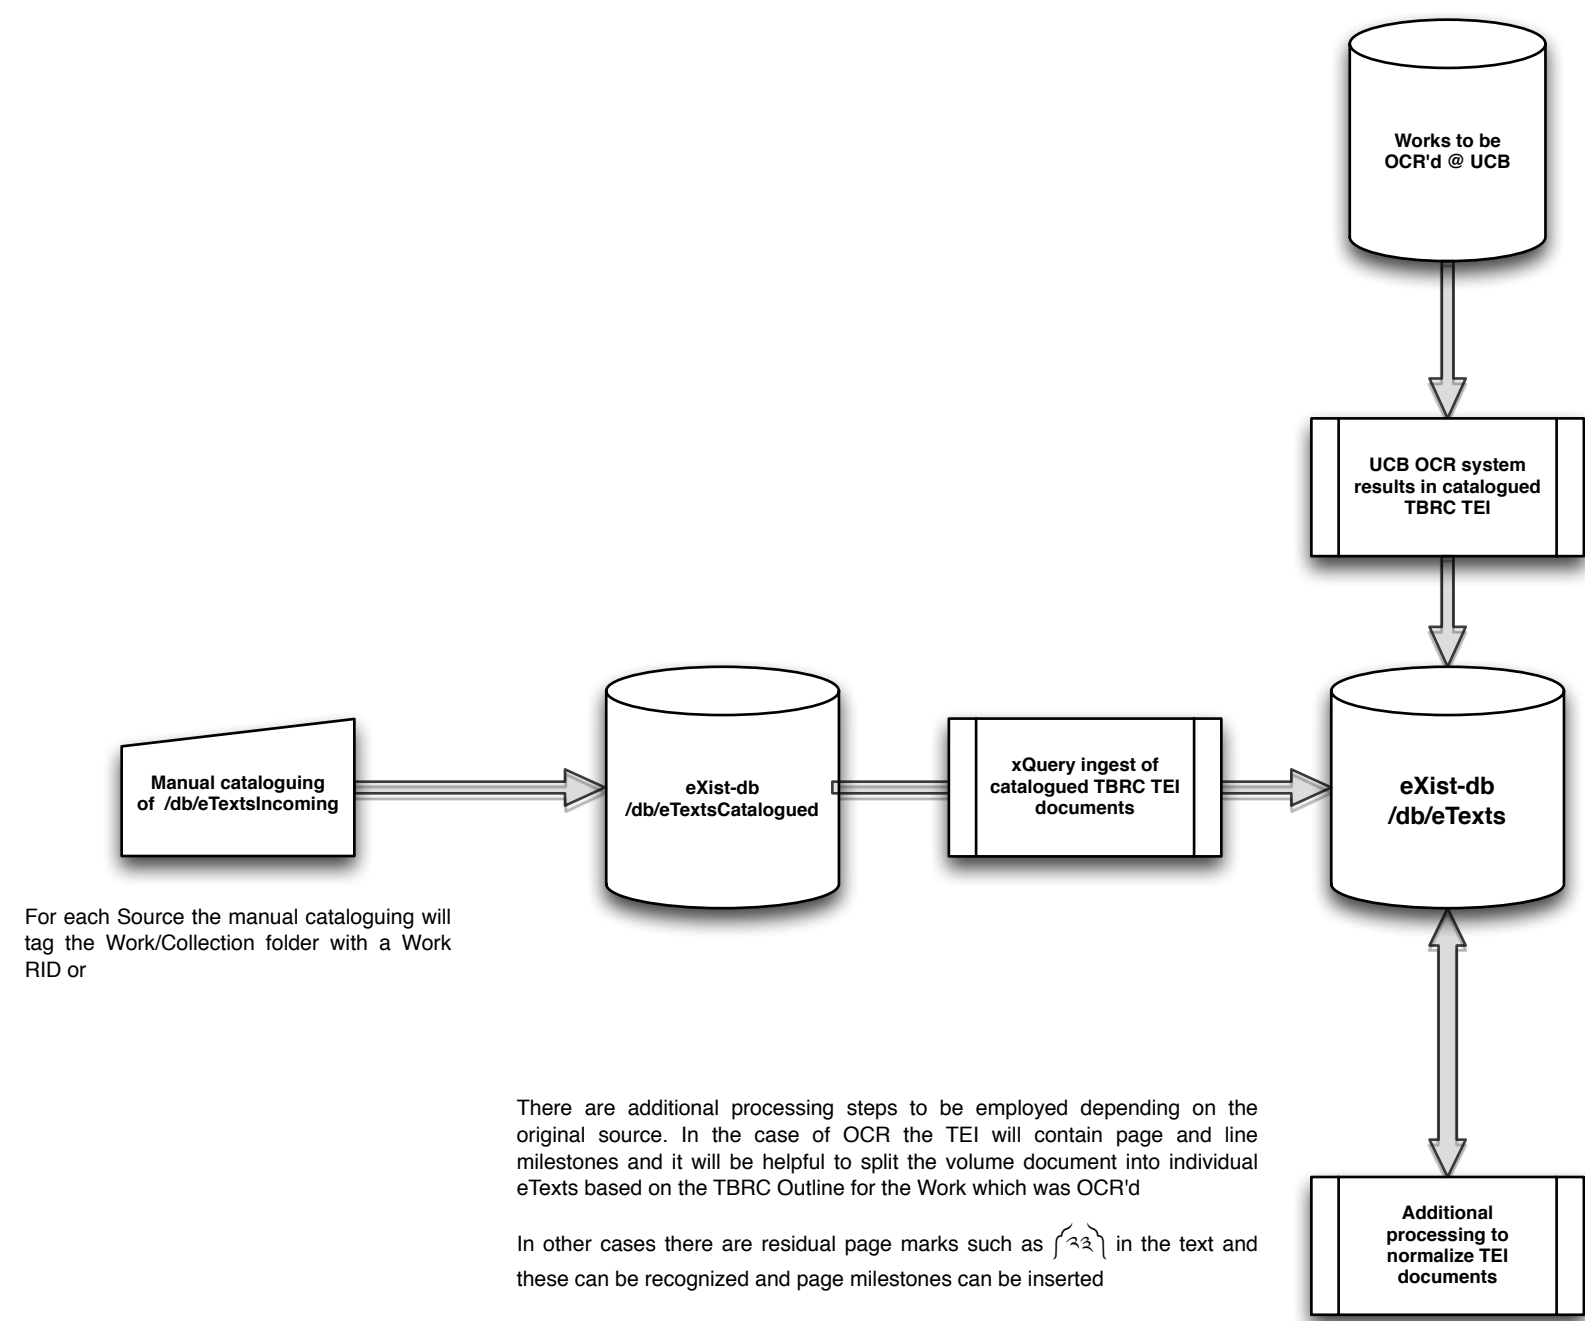 Works to be
OCR'd @ UCB
UCB OCR system
results in catalogued
TBRC TEI
Manual cataloguing
of /db/eTextsIncoming
eXist-db
/db/eTextsCatalogued
xQuery ingest of
catalogued TBRC TEI
documents
eXist-db
/db/eTexts
For each Source the manual cataloguing will
tag the Work/Collection folder with a Work
RID or
There are additional processing steps to be employed depending on the
original source. In the case of OCR the TEI will contain page and line
milestones and it will be helpful to split the volume document into individual
eTexts based on the TBRC Outline for the Work which was OCR'd
In other cases there are residual page marks such as ༼༢༣༽ in the text and
these can be recognized and page milestones can be inserted
Additional
processing to
normalize TEI
documents